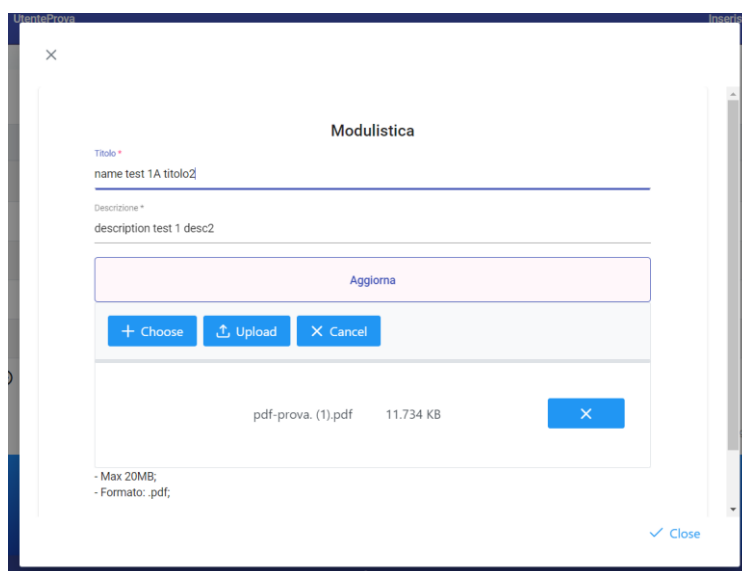 UtenteProva Inseris
Modulistica
Titolo *
name test 1A titolo2
Descrizione *
description test 1 desc2
Aggiorna
Choose Upload Cancel
pdf-prova. (1).pdf 11.734 KB
- Max 20MB;
- Formato: .pdf;
Close